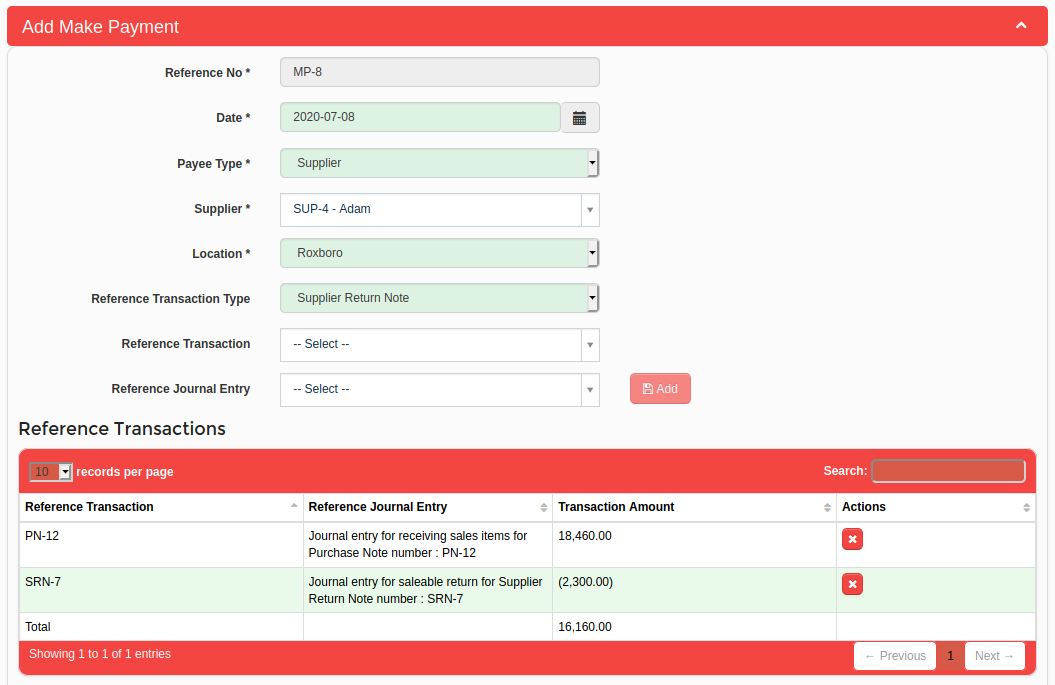 Add Make Payment
Reference No *
MP-8
Date *
2020-07-08
Payee Type *
Supplier
Supplier *
SUP-4 - Adam
Location *
Roxboro
Reference Transaction Type
Supplier Return Note
Reference Transaction
-- Select --
Reference Journal Entry
-- Select --
Add
Reference Transactions
10 records per page
Search:
Reference Transaction Reference Journal Entry Transaction Amount Actions
PN-12 Journal entry for receiving sales items for 18,460.00
Purchase Note number : PN-12
SRN-7 Journal entry for saleable return for Supplier (2,300.00)
Return Note number : SRN-7
Total 16,160.00
Showing 1 to 1 of 1 entries
← Previous 1 Next →